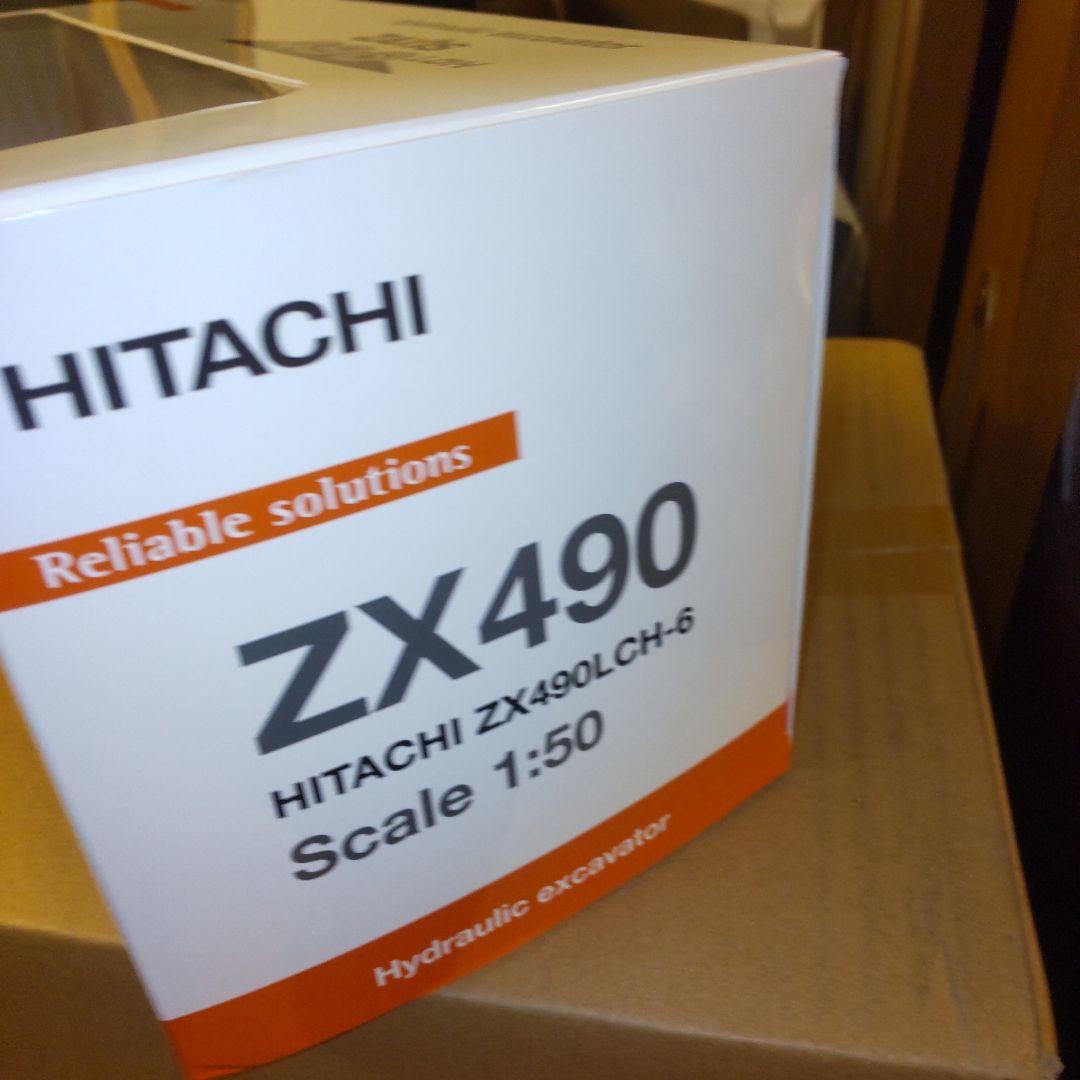 HITACHI
Reliable solutions
ZX490
HITACHI ZX490LCH-6
Scale 1:50
Hydraulic excavator